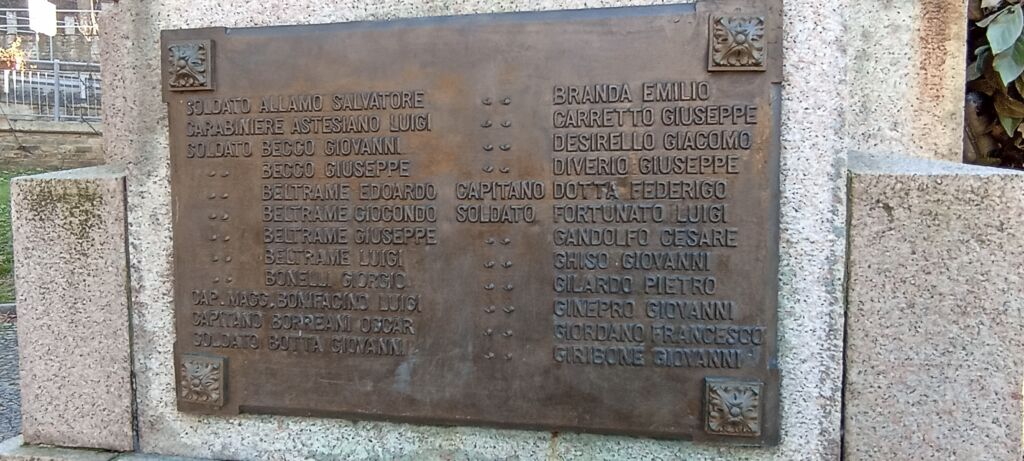 SOLDATO ALLAMO SALVATORE
CARABINIERE ASTESIANO LUIGI
SOLDATO BECCO GIOVANNI
" " BECCO GIUSEPPE
" " BELTRAME EDOARDO
" " BELTRAME GIOCONDO
" " BELTRAME GIUSEPPE
" " BELTRAME LUIGI
" " BONELLI GIORGIO
CAP. MAGG. BONIFACINO LUIGI
CAPITANO BORREANI OSCAR
SOLDATO BOTTA GIOVANNI
" " BRANDA EMILIO
" " CARRETTO GIUSEPPE
" " DESIRELLO GIACOMO
" " DIVERIO GIUSEPPE
CAPITANO DOTTA FEDERIGO
SOLDATO FORTUNATO LUIGI
" " GANDOLFO CESARE
" " GHISO GIOVANNI
" " GILARDO PIETRO
" " GINEPRO GIOVANNI
" " GIORDANO FRANCESCO
" " GIRIBONE GIOVANNI